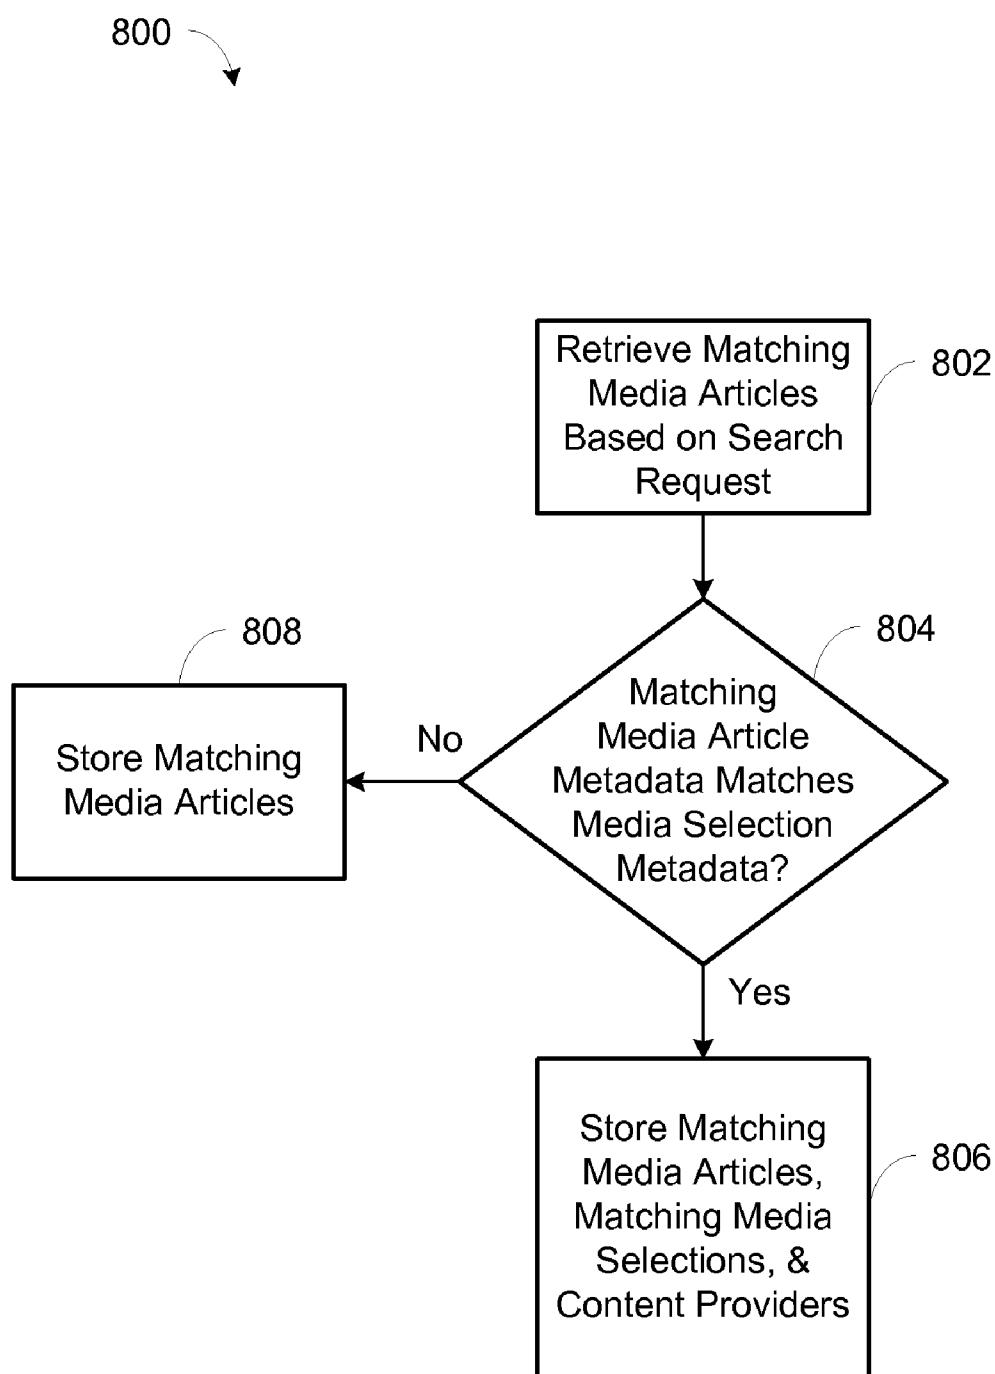 800
Retrieve Matching
Media Articles
Based on Search
Request
802
804
Matching
Media Article
Metadata Matches
Media Selection
Metadata?
808
Store Matching
Media Articles
No
Yes
Store Matching
Media Articles,
Matching Media
Selections, &
Content Providers
806